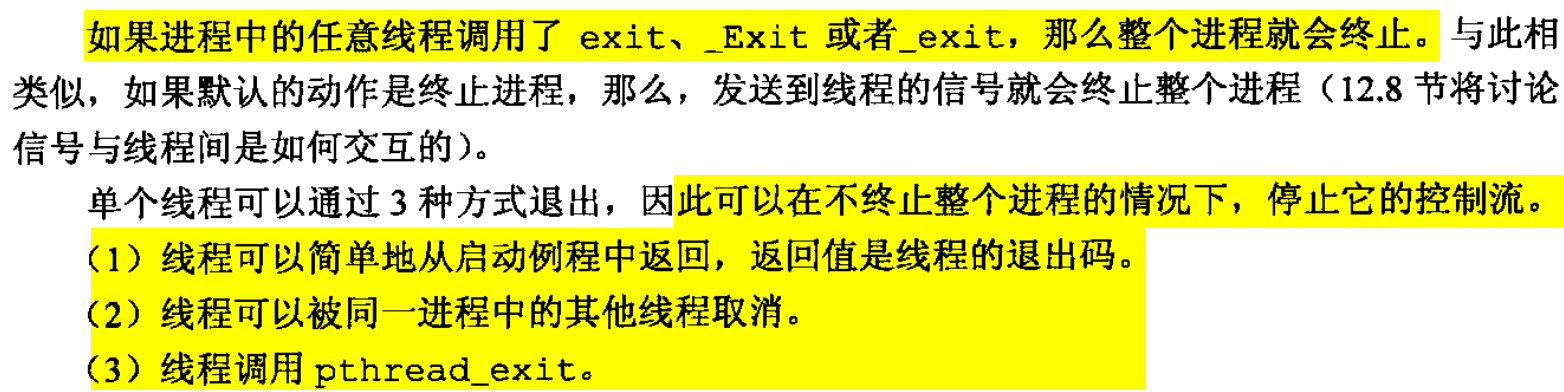 如果进程中的任意线程调用了 exit、_Exit 或者_exit，那么整个进程就会终止。与此相
类似，如果默认的动作是终止进程，那么，发送到线程的信号就会终止整个进程（12.8 节将讨论
信号与线程间是如何交互的）。
单个线程可以通过 3 种方式退出，因此可以在不终止整个进程的情况下，停止它的控制流。
（1）线程可以简单地从启动例程中返回，返回值是线程的退出码。
（2）线程可以被同一进程中的其他线程取消。
（3）线程调用 pthread_exit。